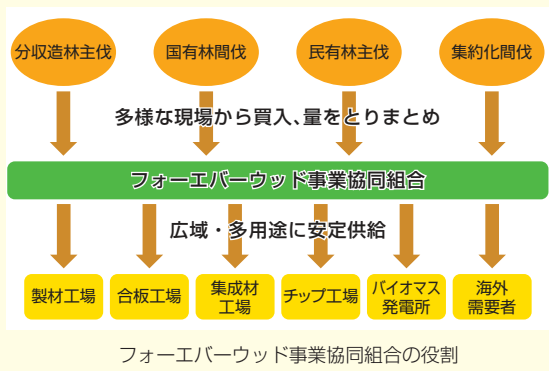 分収造林主伐
国有林間伐
民有林主伐
集約化間伐
多様な現場から買入、量をとりまとめ
フォーエバーウッド事業協同組合
広域・多用途に安定供給
製材工場
合板工場
集成材
工場
チップ工場
バイオマス
発電所
海外
需要者
フォーエバーウッド事業協同組合の役割